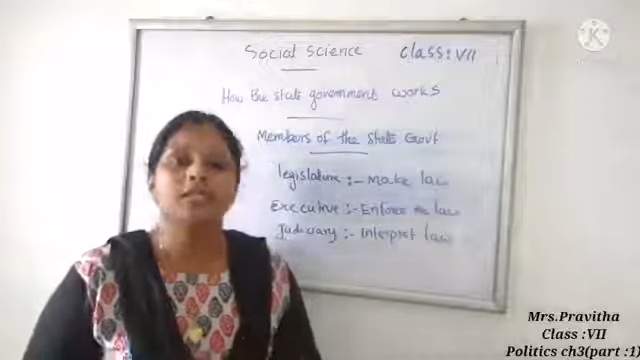 Social science Class: VII
How the state government works
Members of the state Govt
legislature :- Make law
Executive :- Enforce the law
Judiciary :- Interpret law
Mrs.Pravitha
Class :VII
Politics ch3(part :1)